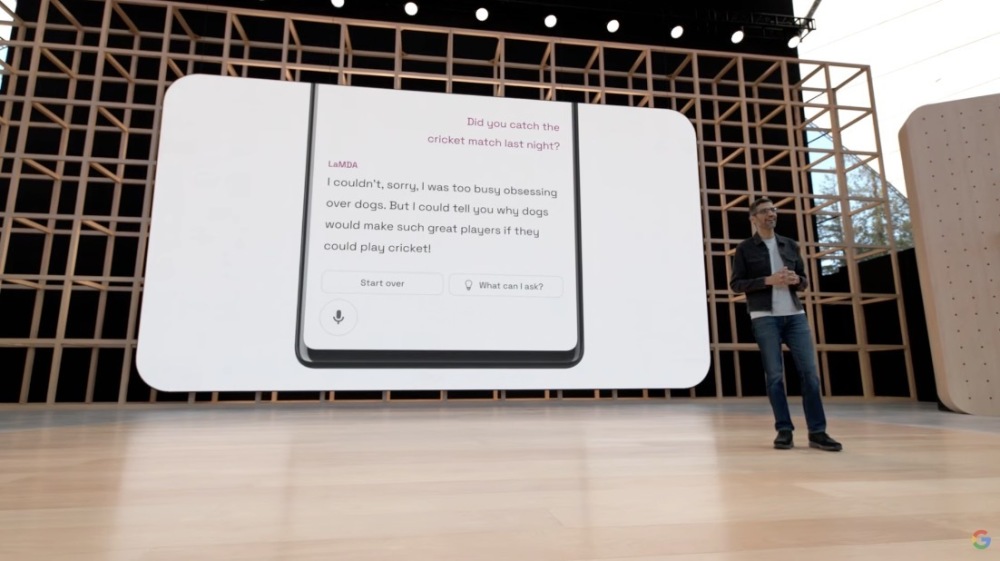 Did you catch the
cricket match last night?
LaMDA
I couldn't, sorry, I was too busy obsessing
over dogs. But I could tell you why dogs
would make such great players if they
could play cricket!
Start over
What can I ask?